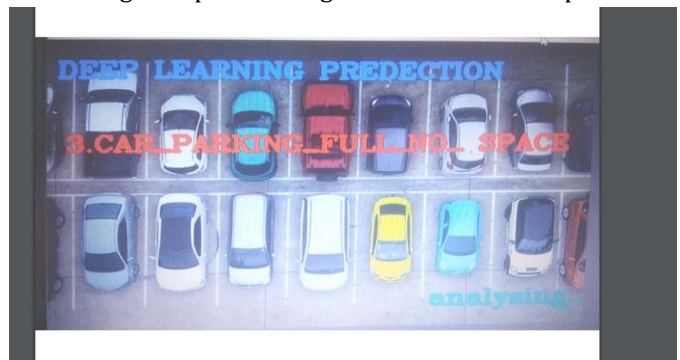 DEEP LEARNING PREDECTION
3.CAR_PARKING_FULL_NO_ SPACE
analysing..